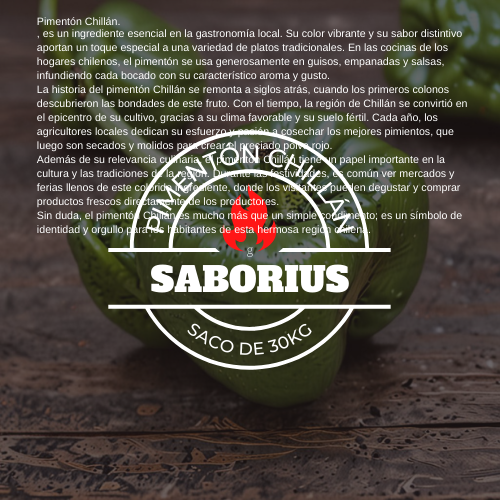 Pimentón Chillán.
, es un ingrediente esencial en la gastronomía local. Su color vibrante y su sabor distintivo
aportan un toque especial a una variedad de platos tradicionales. En las cocinas de los
hogares chilenos, el pimentón se usa generosamente en guisos, empanadas y salsas,
infundiendo cada bocado con su característico aroma y gusto.
La historia del pimentón Chillán se remonta a siglos atrás, cuando los primeros colonos
descubrieron las bondades de este fruto. Con el tiempo, la región de Chillán se convirtió en
el epicentro de su cultivo, gracias a su clima favorable y su suelo fértil. Cada año, los
agricultores locales dedican su esfuerzo y pasión a cosechar los mejores pimientos, que
luego son secados y molidos para crear el preciado polvo rojo.
Además de su relevancia culinaria, el pimentón Chillán tiene un papel importante en la
cultura y las tradiciones de la región. Durante las festividades, es común ver mercados y
ferias llenos de este colorido ingrediente, donde los visitantes pueden degustar y comprar
productos frescos directamente de los productores.
Sin duda, el pimentón Chillán es mucho más que un simple condimento; es un símbolo de
identidad y orgullo para los habitantes de esta hermosa región chilena.
PIMENTÓN CHILLÁN
g
SABORIUS
SACO DE 30KG